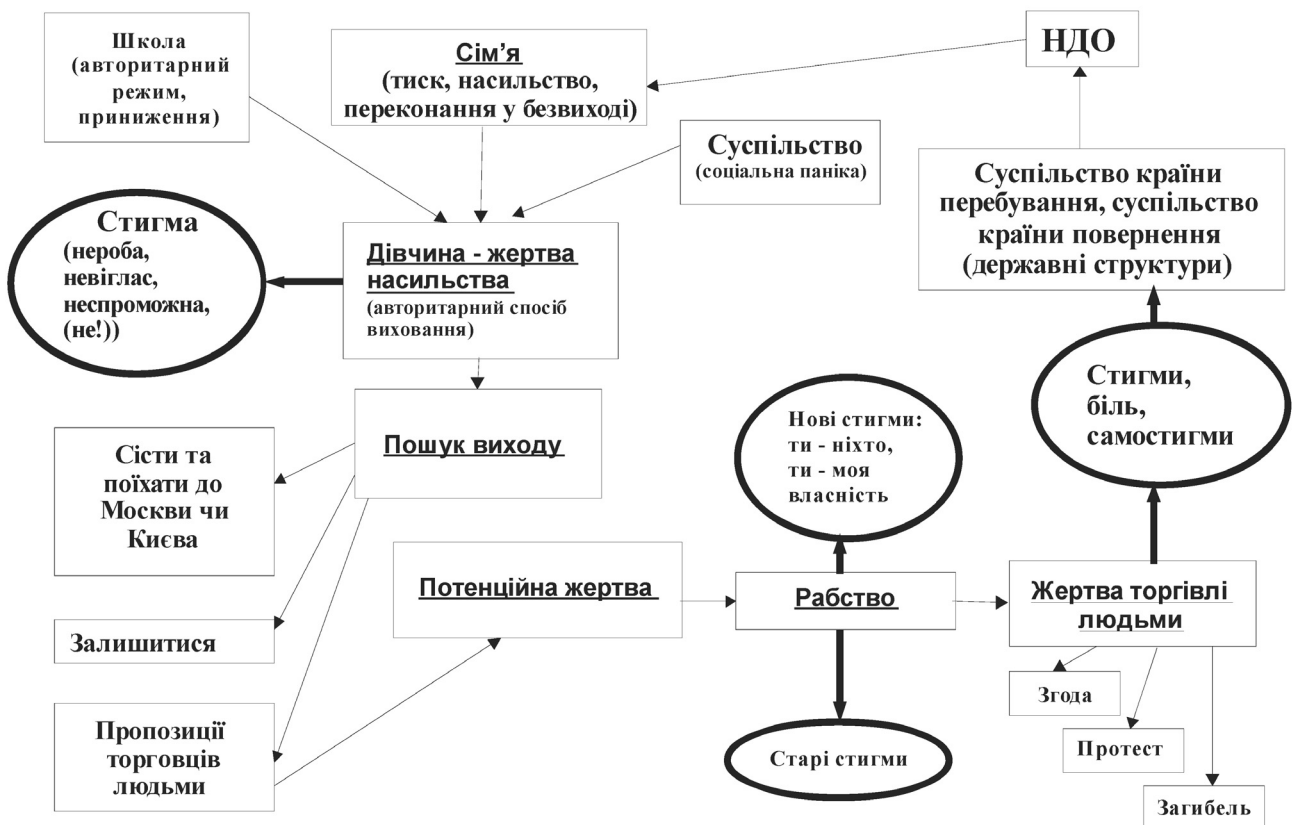 Школа
(авторитарний
режим,
приниження)
Сім’я
(тиск, насильство,
переконання у безвиході)
НДО
Суспільство
(соціальна паніка)
Суспільство країни
перебування, суспільство
країни повернення
(державні структури)
Стигма
(нероба,
невіглас,
неспроможна,
(не!))
Дівчина - жертва
насильства
(авторитарний спосіб
виховання)
Стигми,
біль,
самостигми
Пошук виходу
Нові стигми:
ти - ніхто,
ти - моя
власність
Сісти та
поїхати до
Москви чи
Києва
Потенційна жертва
Рабство
Жертва торгівлі
людьми
Залишитися
Згода
Пропозиції
торговців
людьми
Протест
Старі стигми
Загибель